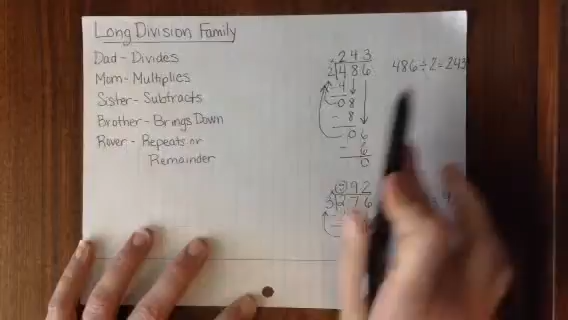 Long Division Family
Dad - Divides
Mom - Multiplies
Sister - Subtracts
Brother - Brings Down
Rover - Repeats or
Remainder
243
2 486
- 4
08
- 8
06
- 6
0
486 ÷ 2 = 243
92
3 276